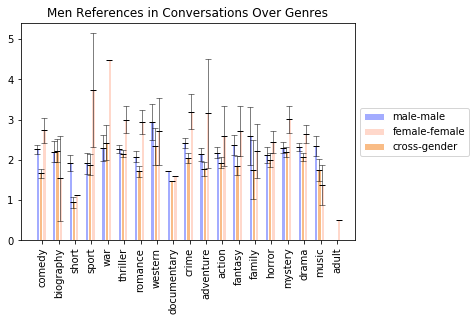 Men References in Conversations Over Genres
5
4
3
2
1
0
male-male
female-female
cross-gender
comedy
biography
short
sport
war
thriller
romance
western
documentary
crime
adventure
action
fantasy
family
horror
mystery
drama
music
adult